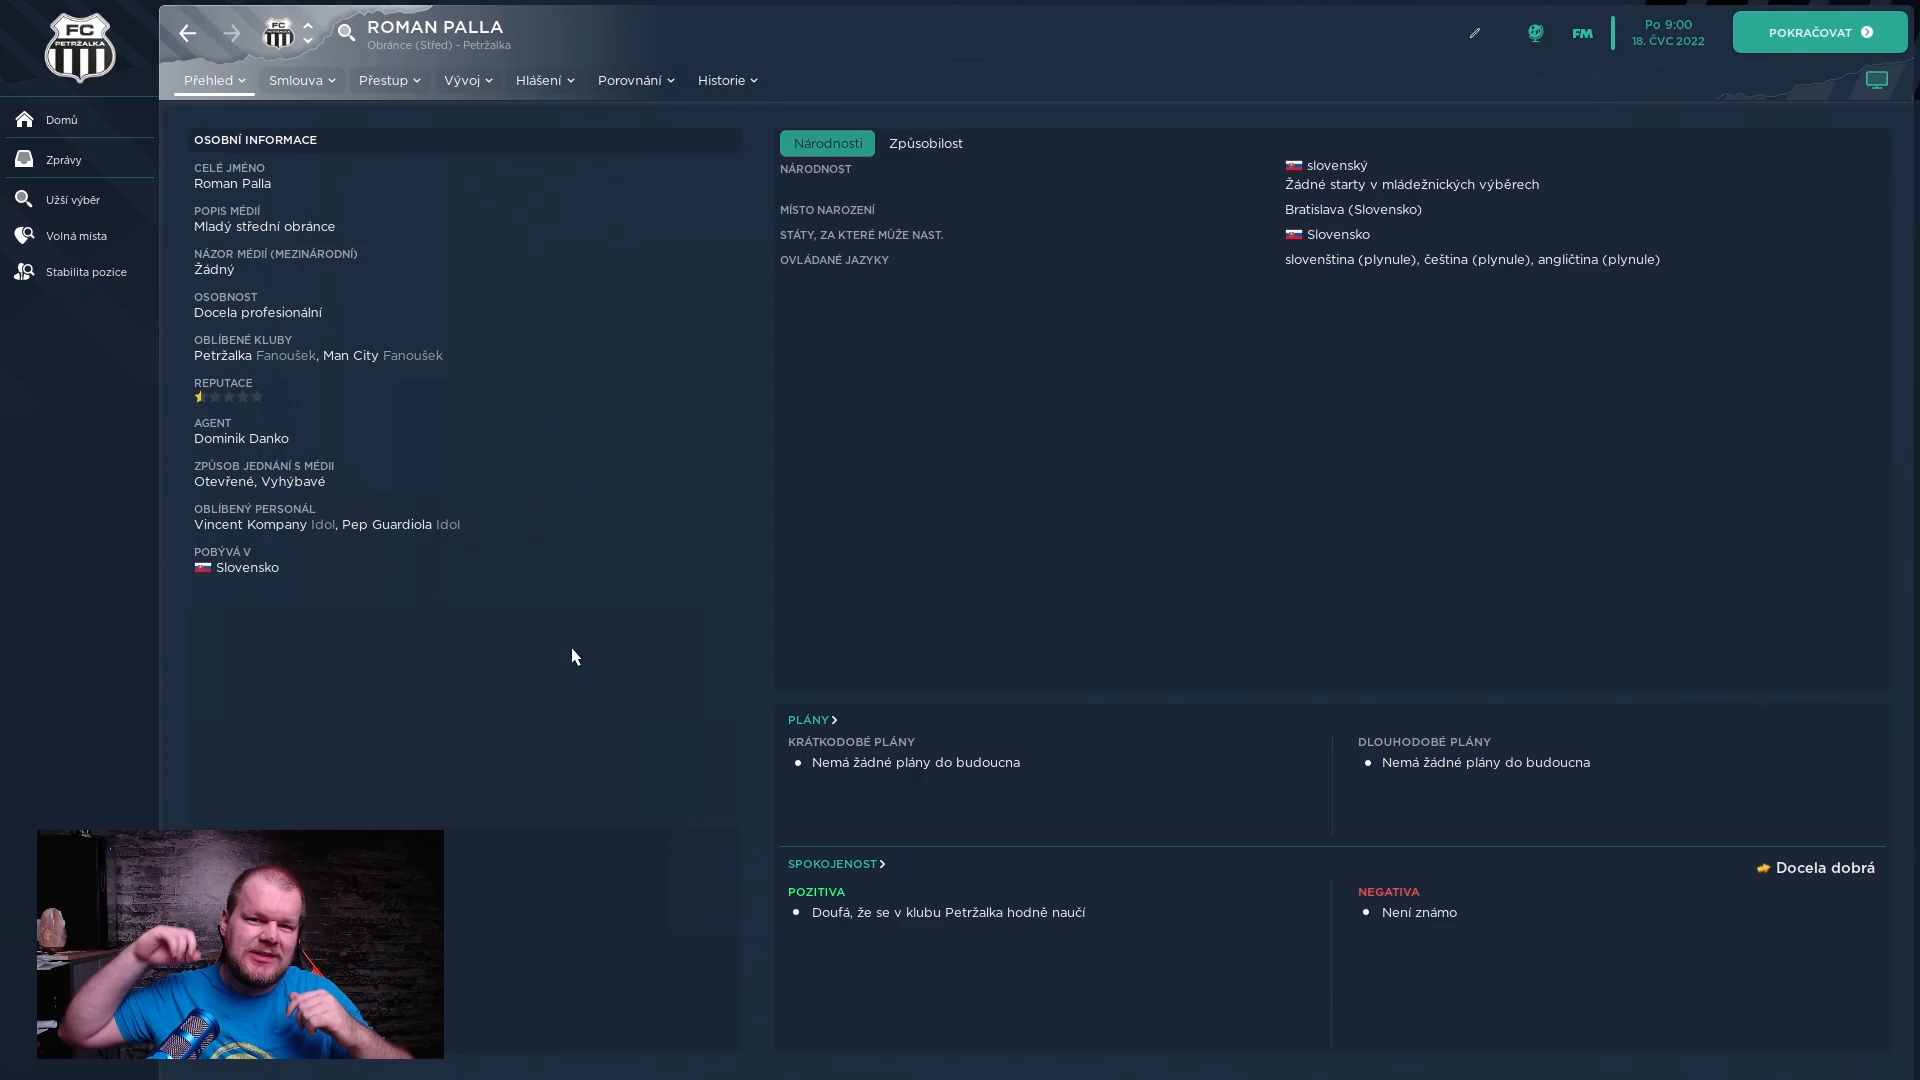 FC
PETRŽALKA
FC
ROMAN PALLA
Obránce (Střed) - Petržalka
FM
Po 9:00
18. ČVC 2022
POKRAČOVAT
Přehled
Smlouva
Přestup
Vývoj
Hlášení
Porovnání
Historie
Domů
Zprávy
Užší výběr
Volná místa
Stabilita pozice
OSOBNÍ INFORMACE
CELÉ JMÉNO
Roman Palla
POPIS MÉDIÍ
Mladý střední obránce
NÁZOR MÉDIÍ (MEZINÁRODNÍ)
Žádný
OSOBNOST
Docela profesionální
OBLÍBENÉ KLUBY
Petržalka Fanoušek, Man City Fanoušek
REPUTACE
AGENT
Dominik Danko
ZPŮSOB JEDNÁNÍ S MÉDII
Otevřené, Vyhýbavé
OBLÍBENÝ PERSONÁL
Vincent Kompany Idol, Pep Guardiola Idol
POBÝVÁ V
Slovensko
Národnosti
Způsobilost
NÁRODNOST
slovenský
Žádné starty v mládežnických výběrech
MÍSTO NAROZENÍ
Bratislava (Slovensko)
STÁTY, ZA KTERÉ MŮŽE NAST.
Slovensko
OVLÁDANÉ JAZYKY
slovenština (plynule), čeština (plynule), angličtina (plynule)
PLÁNY
KRÁTKODOBÉ PLÁNY
Nemá žádné plány do budoucna
DLOUHODOBÉ PLÁNY
Nemá žádné plány do budoucna
SPOKOJENOST
Docela dobrá
POZITIVA
Doufá, že se v klubu Petržalka hodně naučí
NEGATIVA
Není známo